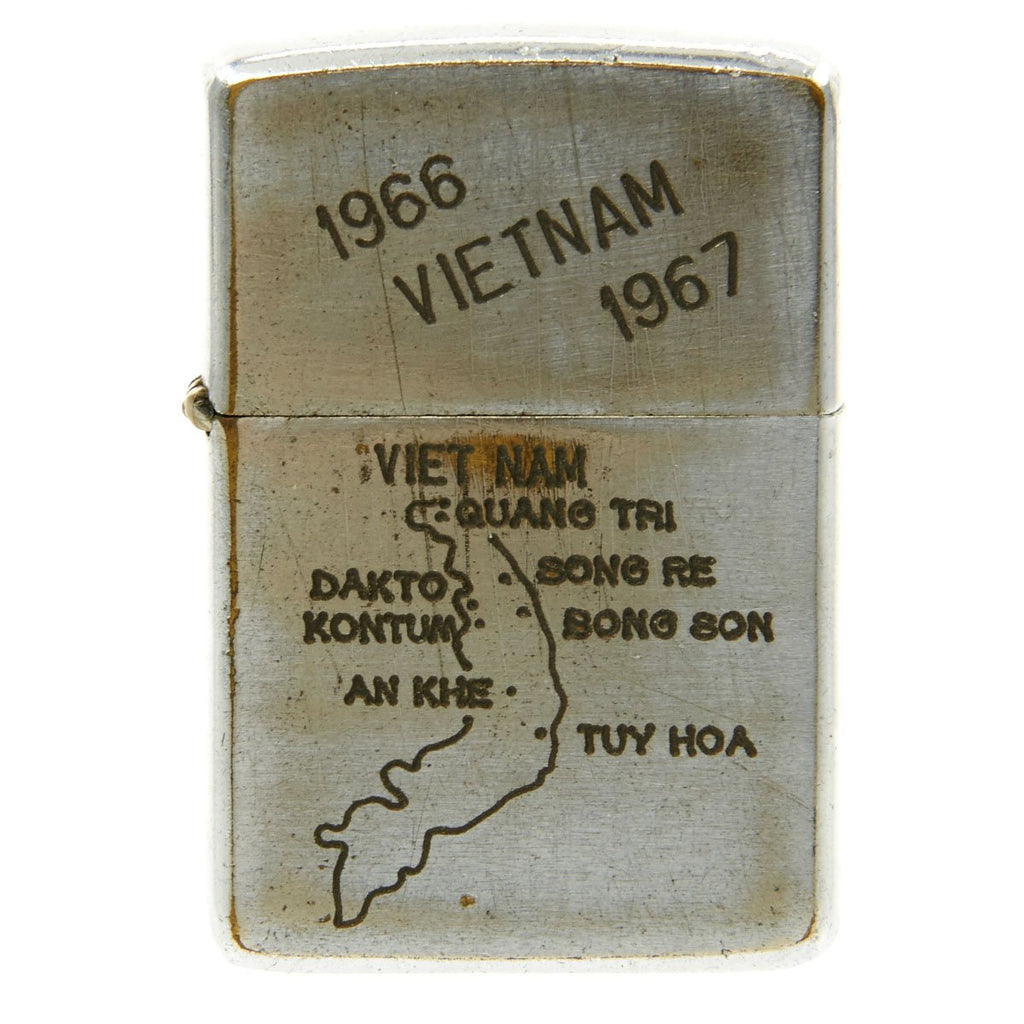 1966
VIETNAM
1967
VIET NAM
QUANG TRI
SONG RE
DAKTO
KONTUM
BONG SON
AN KHE
TUY HOA